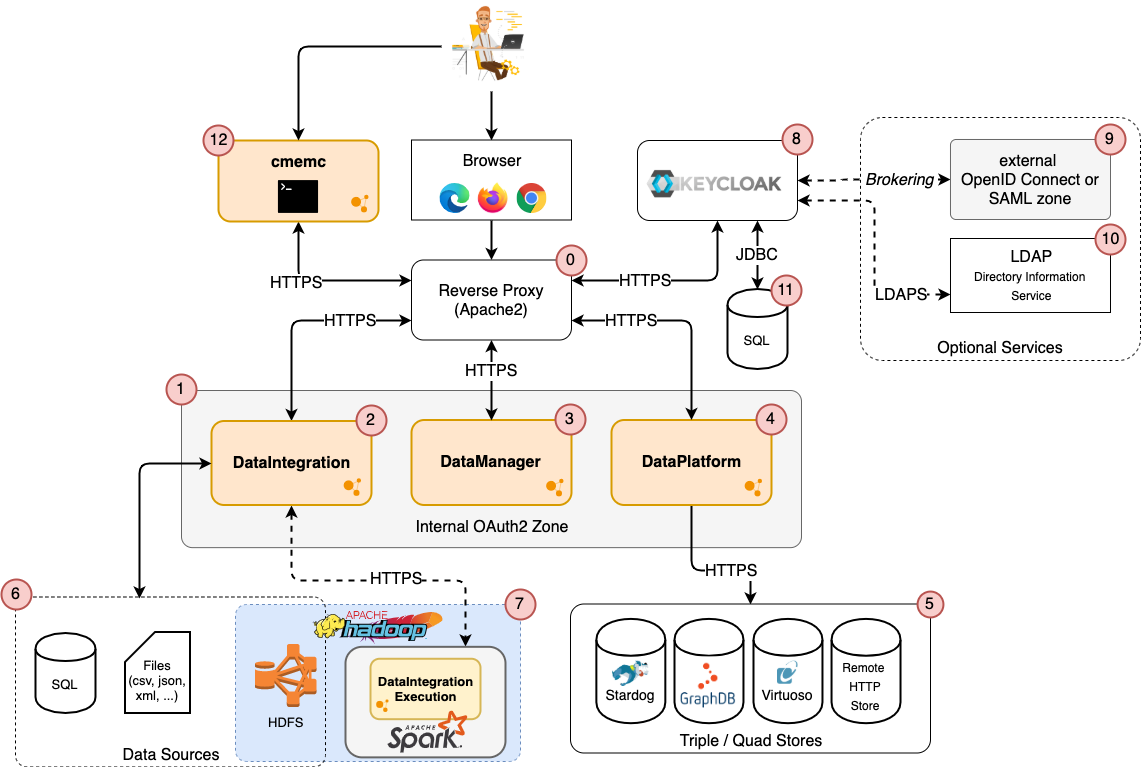 12
cmemc
>_
Browser
8
KEYCLOAK
9
Brokering
external
OpenID Connect or
SAML zone
10
LDAP
Directory Information
Service
LDAPS
Optional Services
0
Reverse Proxy
(Apache2)
HTTPS
HTTPS
JDBC
11
SQL
HTTPS
HTTPS
HTTPS
1
2
DataIntegration
3
DataManager
4
DataPlatform
Internal OAuth2 Zone
HTTPS
HTTPS
6
SQL
Files
(csv, json,
xml, ...)
Data Sources
7
APACHE
hadoop
HDFS
DataIntegration
Execution
APACHE
Spark
5
Stardog
GraphDB
Virtuoso
Remote
HTTP
Store
Triple / Quad Stores